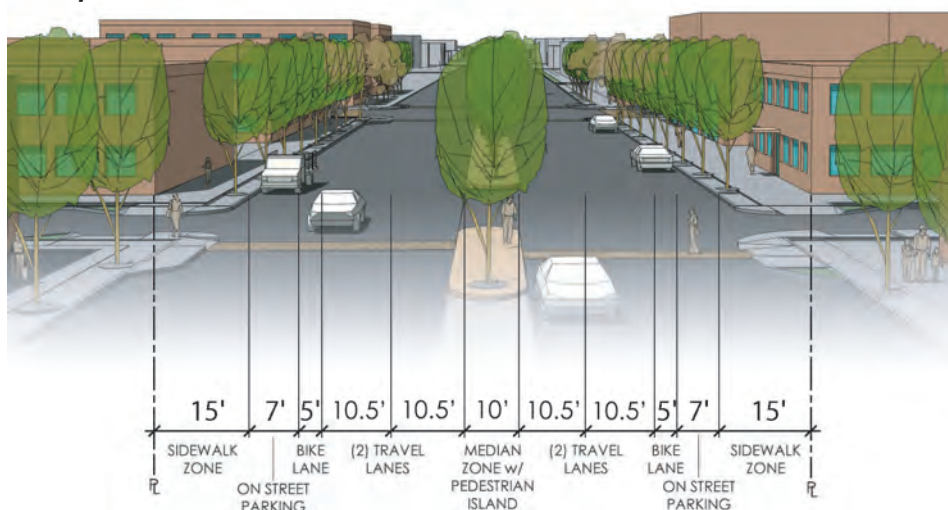 15' 7' 5' 10.5' 10.5' 10' 10.5' 10.5' 5' 7' 15'
SIDEWALK
ZONE
ON STREET
PARKING
BIKE
LANE
(2) TRAVEL
LANES
MEDIAN
ZONE w/
PEDESTRIAN
ISLAND
(2) TRAVEL
LANES
BIKE
LANE
ON STREET
PARKING
SIDEWALK
ZONE
PL
PL